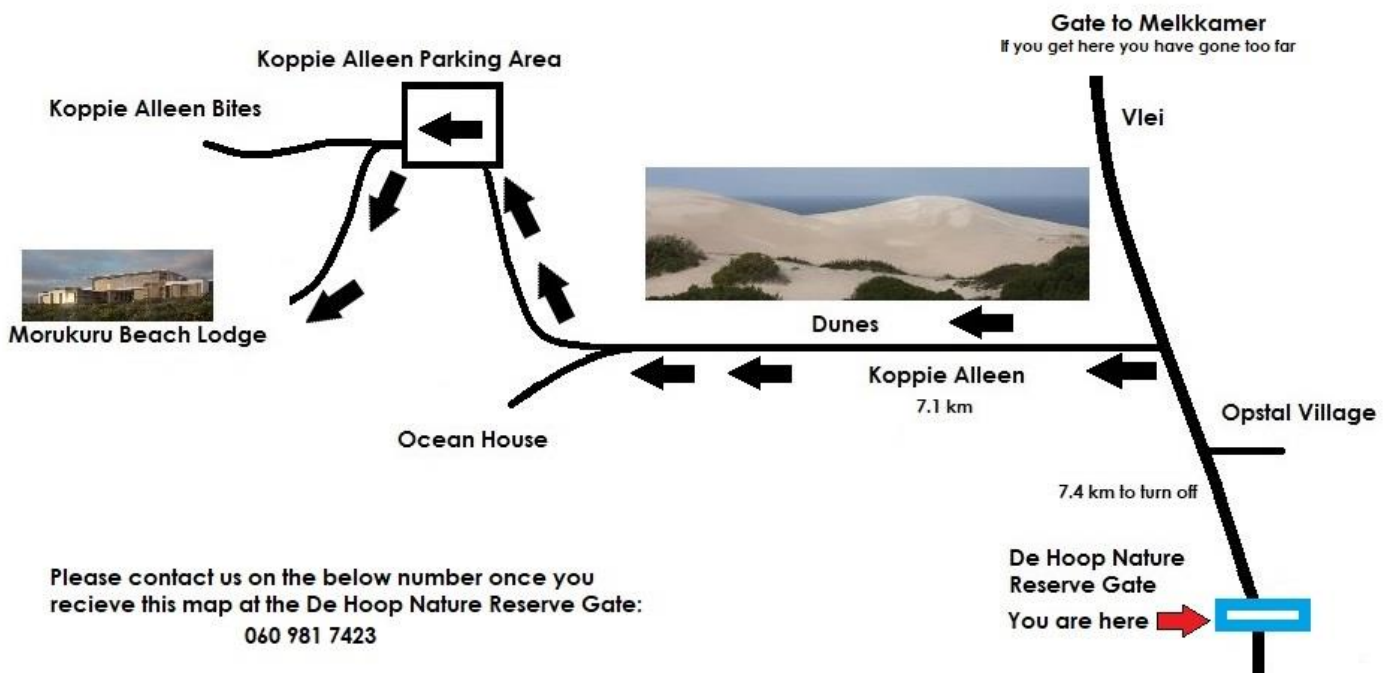 Gate to Melkkamer
If you get here you have gone too far
Koppie Alleen Parking Area
Koppie Alleen Bites
Vlei
Dunes
Morukuru Beach Lodge
Koppie Alleen
7.1 km
Opstal Village
Ocean House
7.4 km to turn off
De Hoop Nature
Reserve Gate
You are here
Please contact us on the below number once you
recieve this map at the De Hoop Nature Reserve Gate:
060 981 7423